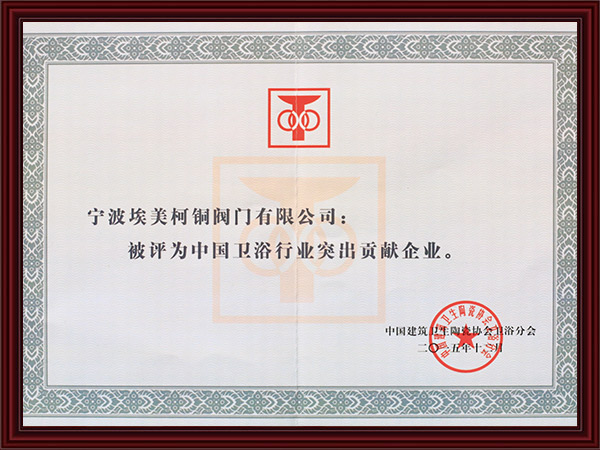 宁波埃美柯铜阀门有限公司：
被评为中国卫浴行业突出贡献企业。
中国建筑卫生陶瓷协会卫浴分会
二〇一五年十二月